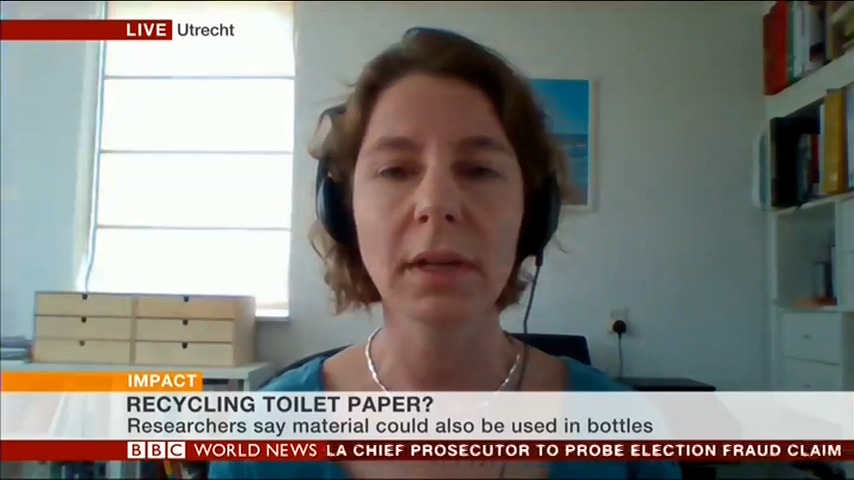 LIVE Utrecht
IMPACT
RECYCLING TOILET PAPER?
Researchers say material could also be used in bottles
BBC WORLD NEWS LA CHIEF PROSECUTOR TO PROBE ELECTION FRAUD CLAIM